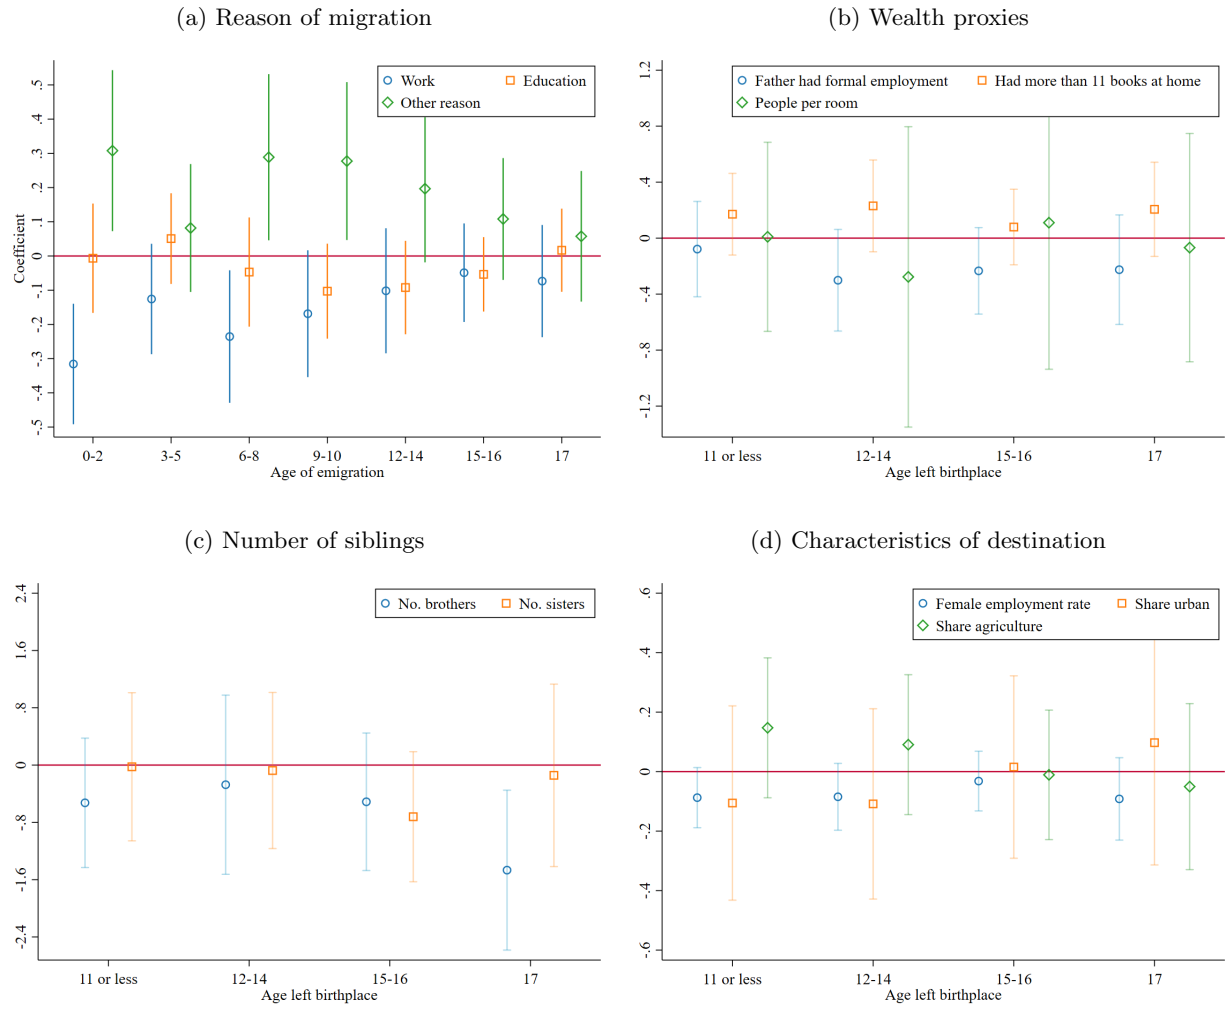 (a) Reason of migration
Work
Education
Other reason
Coefficient
.5
.4
.3
.2
.1
0
-.1
-.2
-.3
-.4
-.5
0-2 3-5 6-8 9-10 12-14 15-16 17
Age of emigration
(b) Wealth proxies
Father had formal employment
Had more than 11 books at home
People per room
1.2
.8
.4
0
-.4
-.8
-1.2
11 or less 12-14 15-16 17
Age left birthplace
(c) Number of siblings
No. brothers
No. sisters
2.4
1.6
.8
0
-.8
-1.6
-2.4
11 or less 12-14 15-16 17
Age left birthplace
(d) Characteristics of destination
Female employment rate
Share urban
Share agriculture
.6
.4
.2
0
-.2
-.4
-.6
11 or less 12-14 15-16 17
Age left birthplace